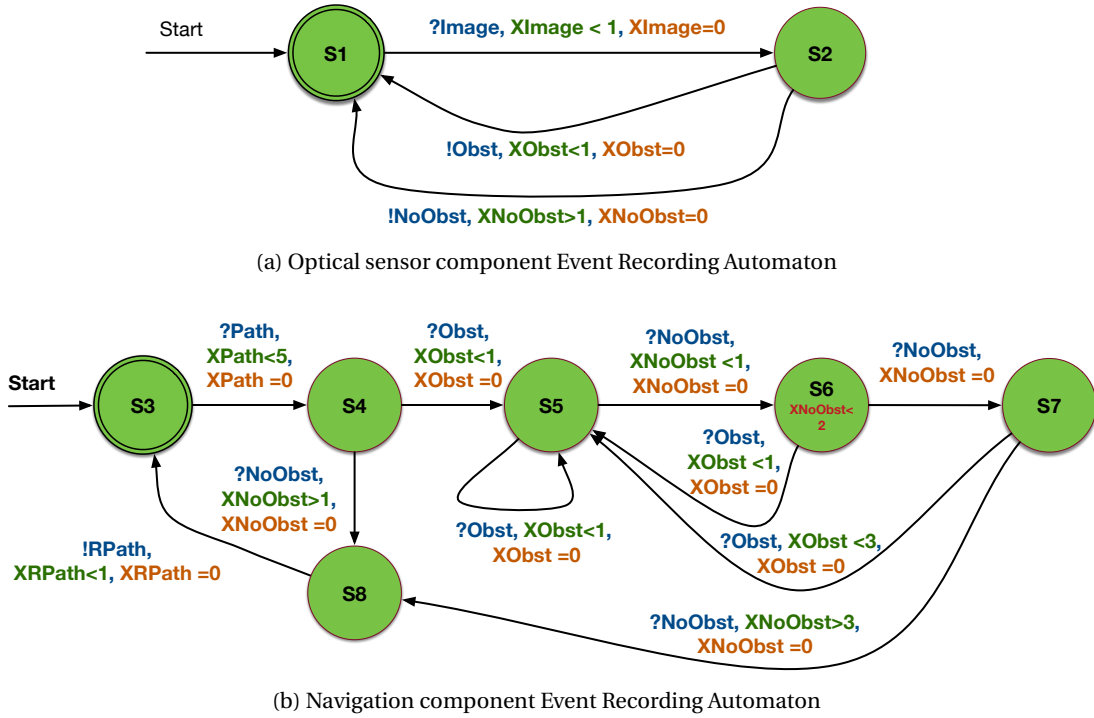 Start
S1
?Image, XImage < 1, XImage=0
S2
!Obst, XObst<1, XObst=0
!NoObst, XNoObst>1, XNoObst=0
(a) Optical sensor component Event Recording Automaton
Start
S3
?Path,
XPath<5,
XPath =0
S4
?Obst,
XObst<1,
XObst =0
S5
?NoObst,
XNoObst <1,
XNoObst =0
S6
XNoObst<
2
?NoObst,
XNoObst =0
S7
?NoObst,
XNoObst>1,
XNoObst =0
?Obst,
XObst <1,
XObst =0
?Obst, XObst<1,
XObst =0
?Obst, XObst <3,
XObst =0
!RPath,
XRPath<1, XRPath =0
S8
?NoObst, XNoObst>3,
XNoObst =0
(b) Navigation component Event Recording Automaton